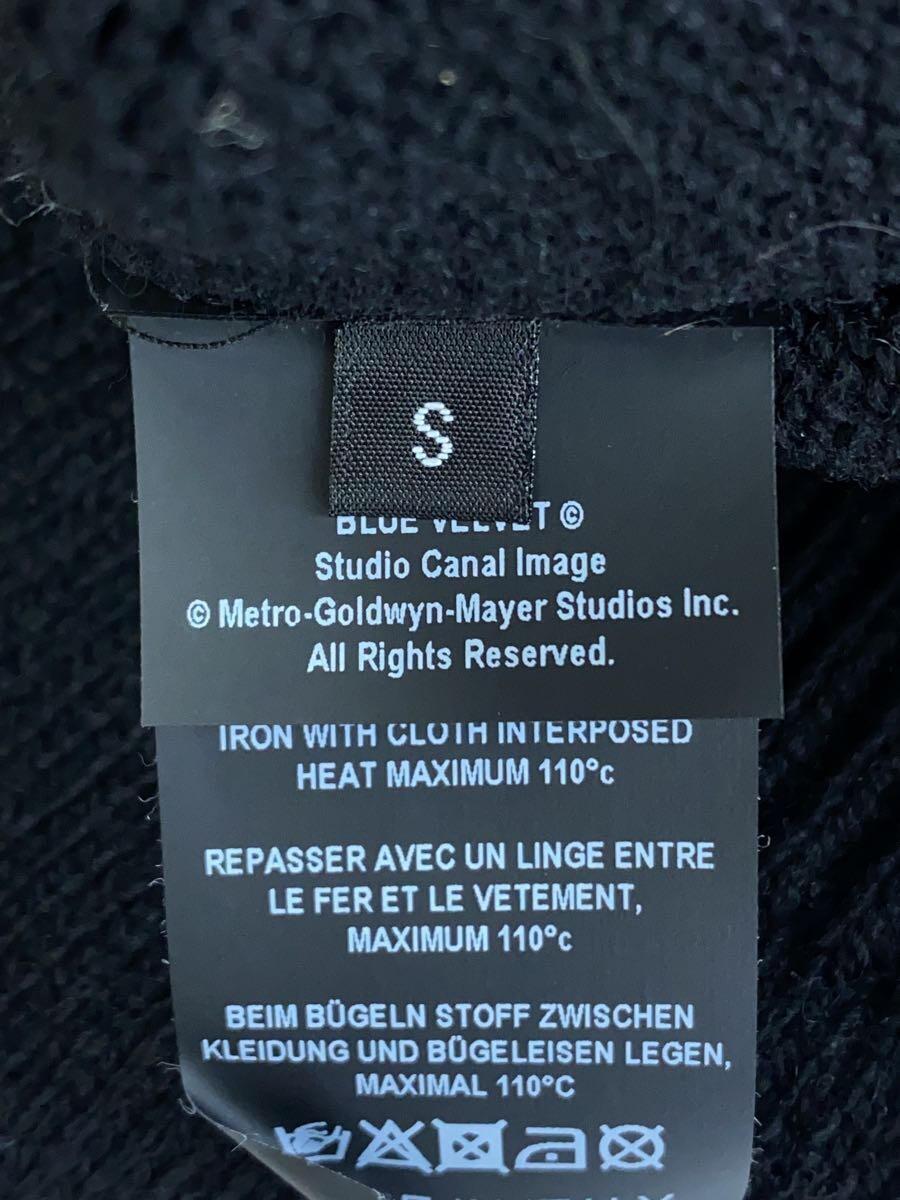 S
BLUE VELVET ©
Studio Canal Image
© Metro-Goldwyn-Mayer Studios Inc.
All Rights Reserved.
IRON WITH CLOTH INTERPOSED
HEAT MAXIMUM 110°c
REPASSER AVEC UN LINGE ENTRE
LE FER ET LE VETEMENT,
MAXIMUM 110°c
BEIM BÜGELN STOFF ZWISCHEN
KLEIDUNG UND BÜGELEISEN LEGEN,
MAXIMAL 110°C